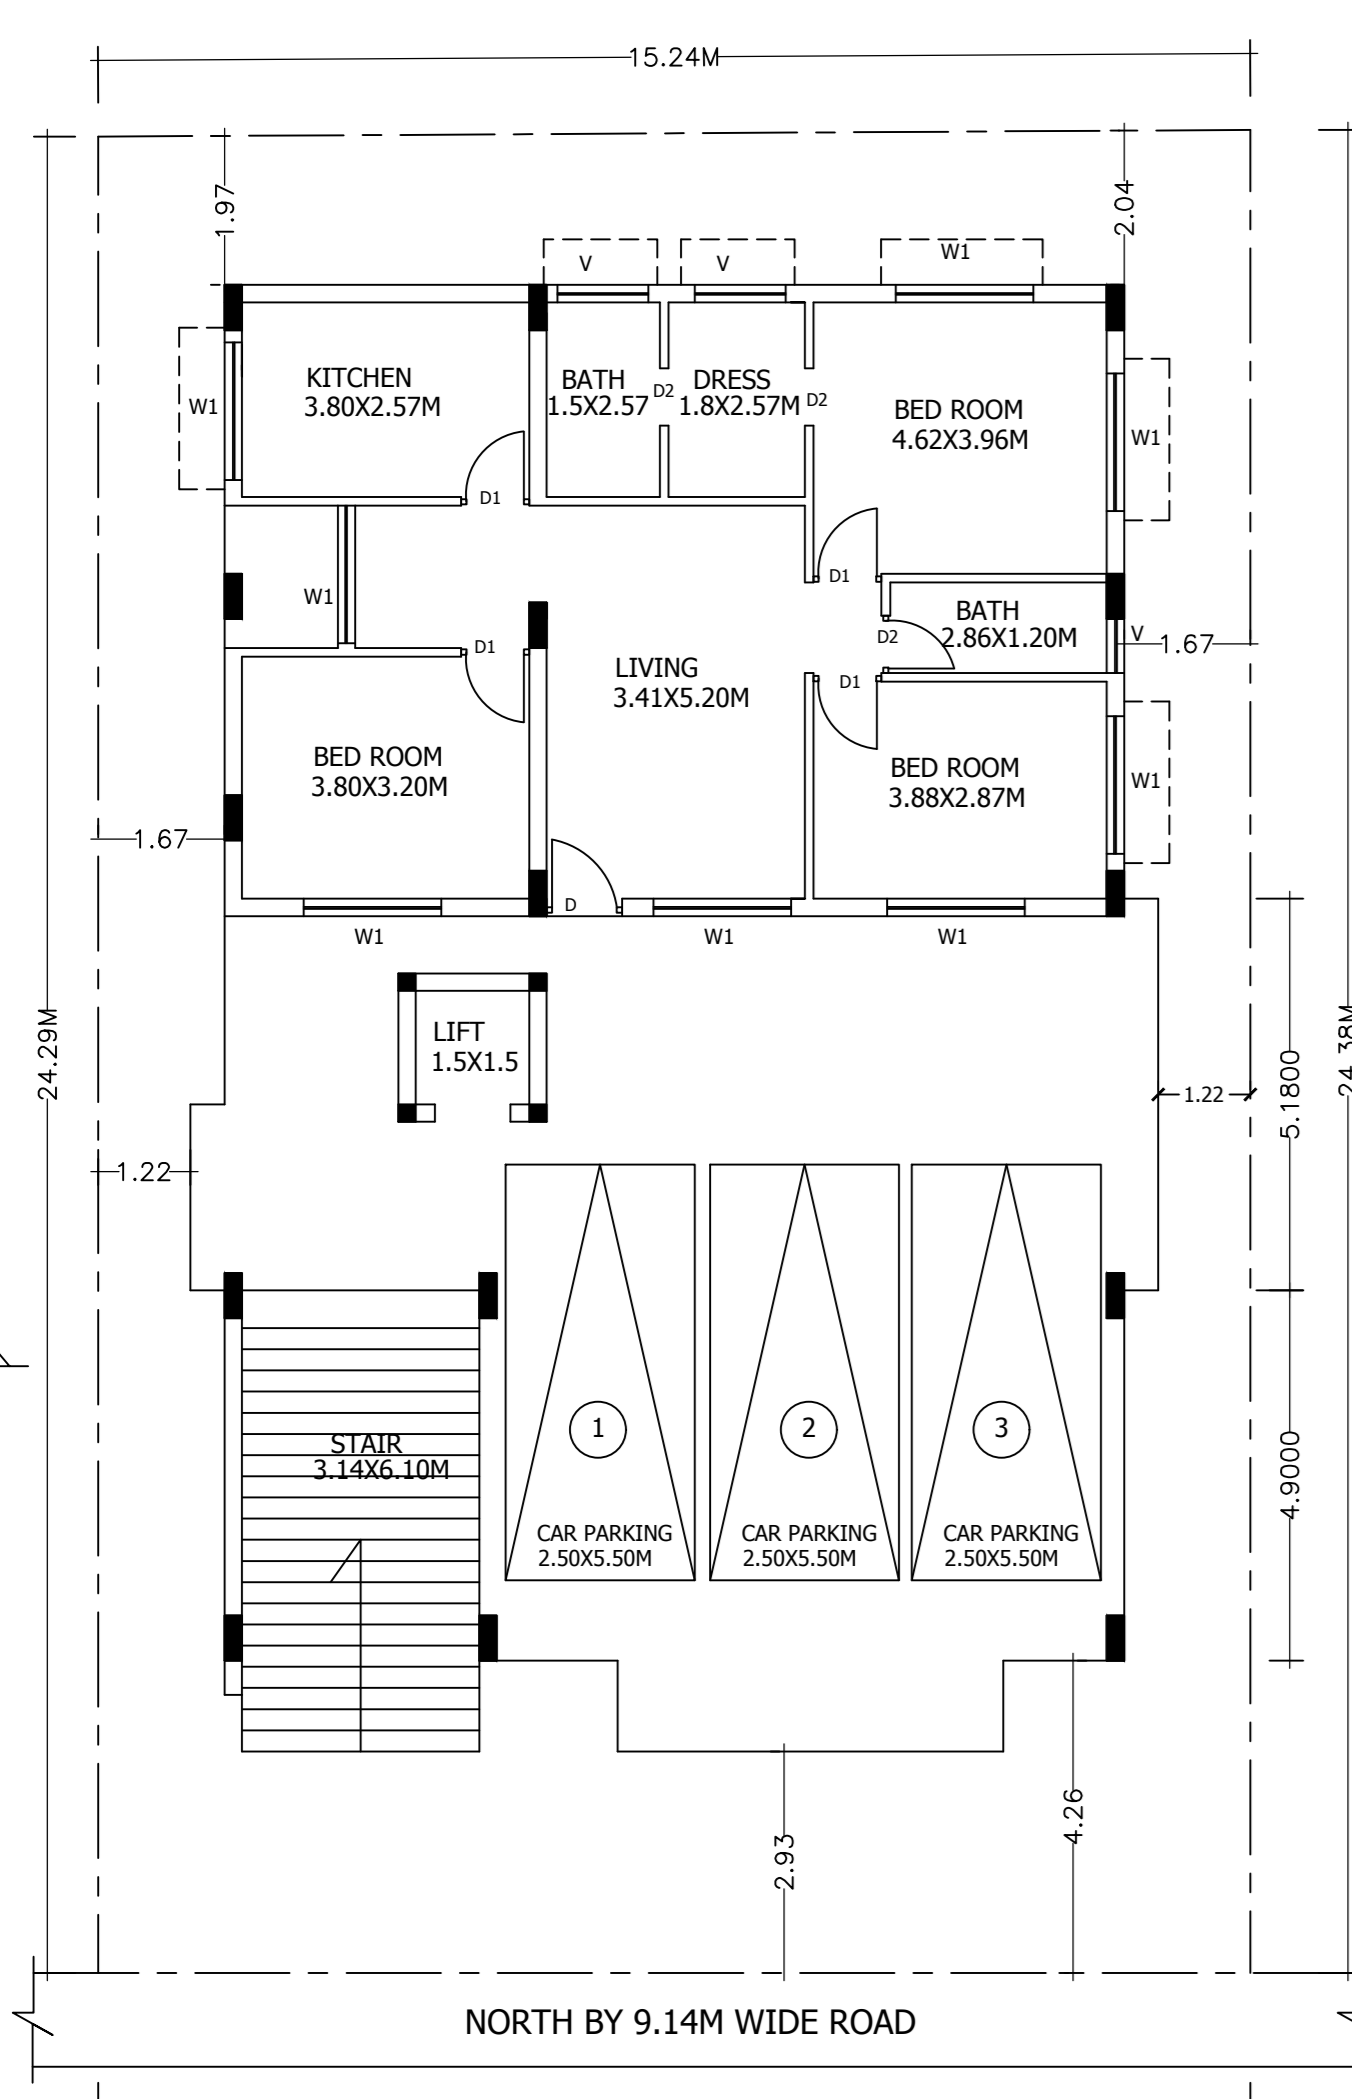 15.24M
1.97
2.04
V
V
W1
KITCHEN
3.80X2.57M
W1
BATH
1.5X2.57
D2
DRESS
1.8X2.57M
D2
BED ROOM
4.62X3.96M
W1
D1
W1
D1
D1
BATH
2.86X1.20M
D2
V
1.67
LIVING
3.41X5.20M
D1
BED ROOM
3.80X3.20M
BED ROOM
3.88X2.87M
W1
1.67
D
W1
W1
W1
24.29M
24.38M
LIFT
1.5X1.5
5.1800
1.22
1.22
1
2
3
STAIR
3.14X6.10M
4.9000
CAR PARKING
2.50X5.50M
CAR PARKING
2.50X5.50M
CAR PARKING
2.50X5.50M
2.93
4.26
NORTH BY 9.14M WIDE ROAD